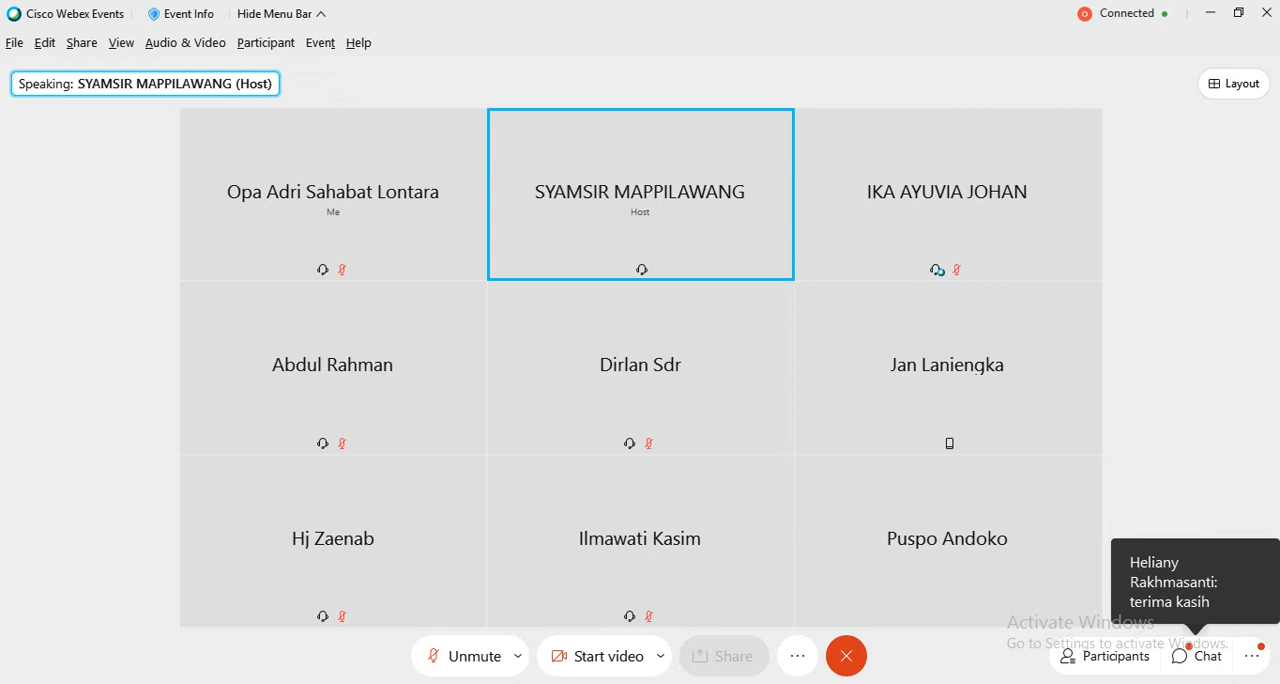 Cisco Webex Events Event Info Hide Menu Bar Connected
File Edit Share View Audio & Video Participant Event Help
Speaking: SYAMSIR MAPPILAWANG (Host)
Layout
Opa Adri Sahabat Lontara
Me
SYAMSIR MAPPILAWANG
Host
IKA AYUVIA JOHAN
Abdul Rahman
Dirlan Sdr
Jan Laniengka
Hj Zaenab
Ilmawati Kasim
Puspo Andoko
Heliany
Rakhmasanti:
terima kasih
Activate Windows
Go to Settings to activate Windows.
Unmute Start video Share Participants Chat